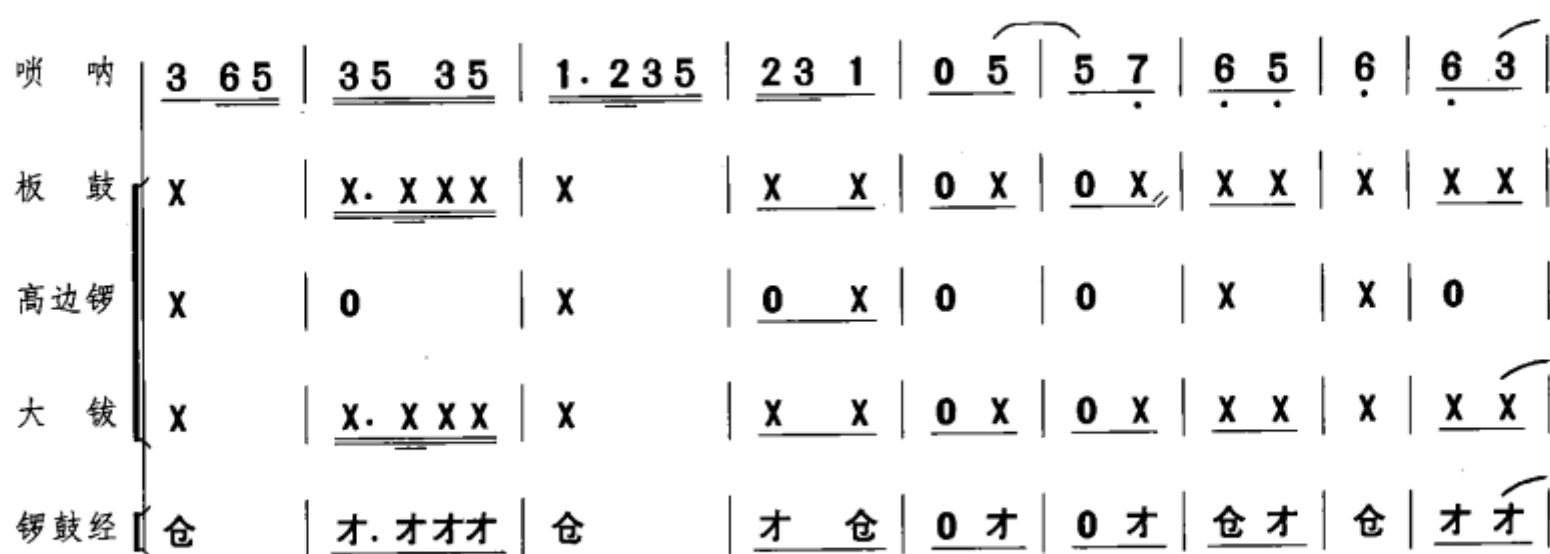 唢呐 3 65 | 35 35 | 1. 235 | 23 1 | 0 5 | 5 7 | 6 5 | 6 | 6 3 |
板鼓 X | X. X X X | X | X X | 0 X | 0 X | X X | X | X X |
高边锣 X | 0 | X | 0 X | 0 | 0 | X | X | 0 |
大钹 X | X. X X X | X | X X | 0 X | 0 X | X X | X | X X |
锣鼓经 仓 | 才. 才才才 | 仓 | 才 仓 | 0 才 | 0 才 | 仓 才 | 仓 | 才 才 |